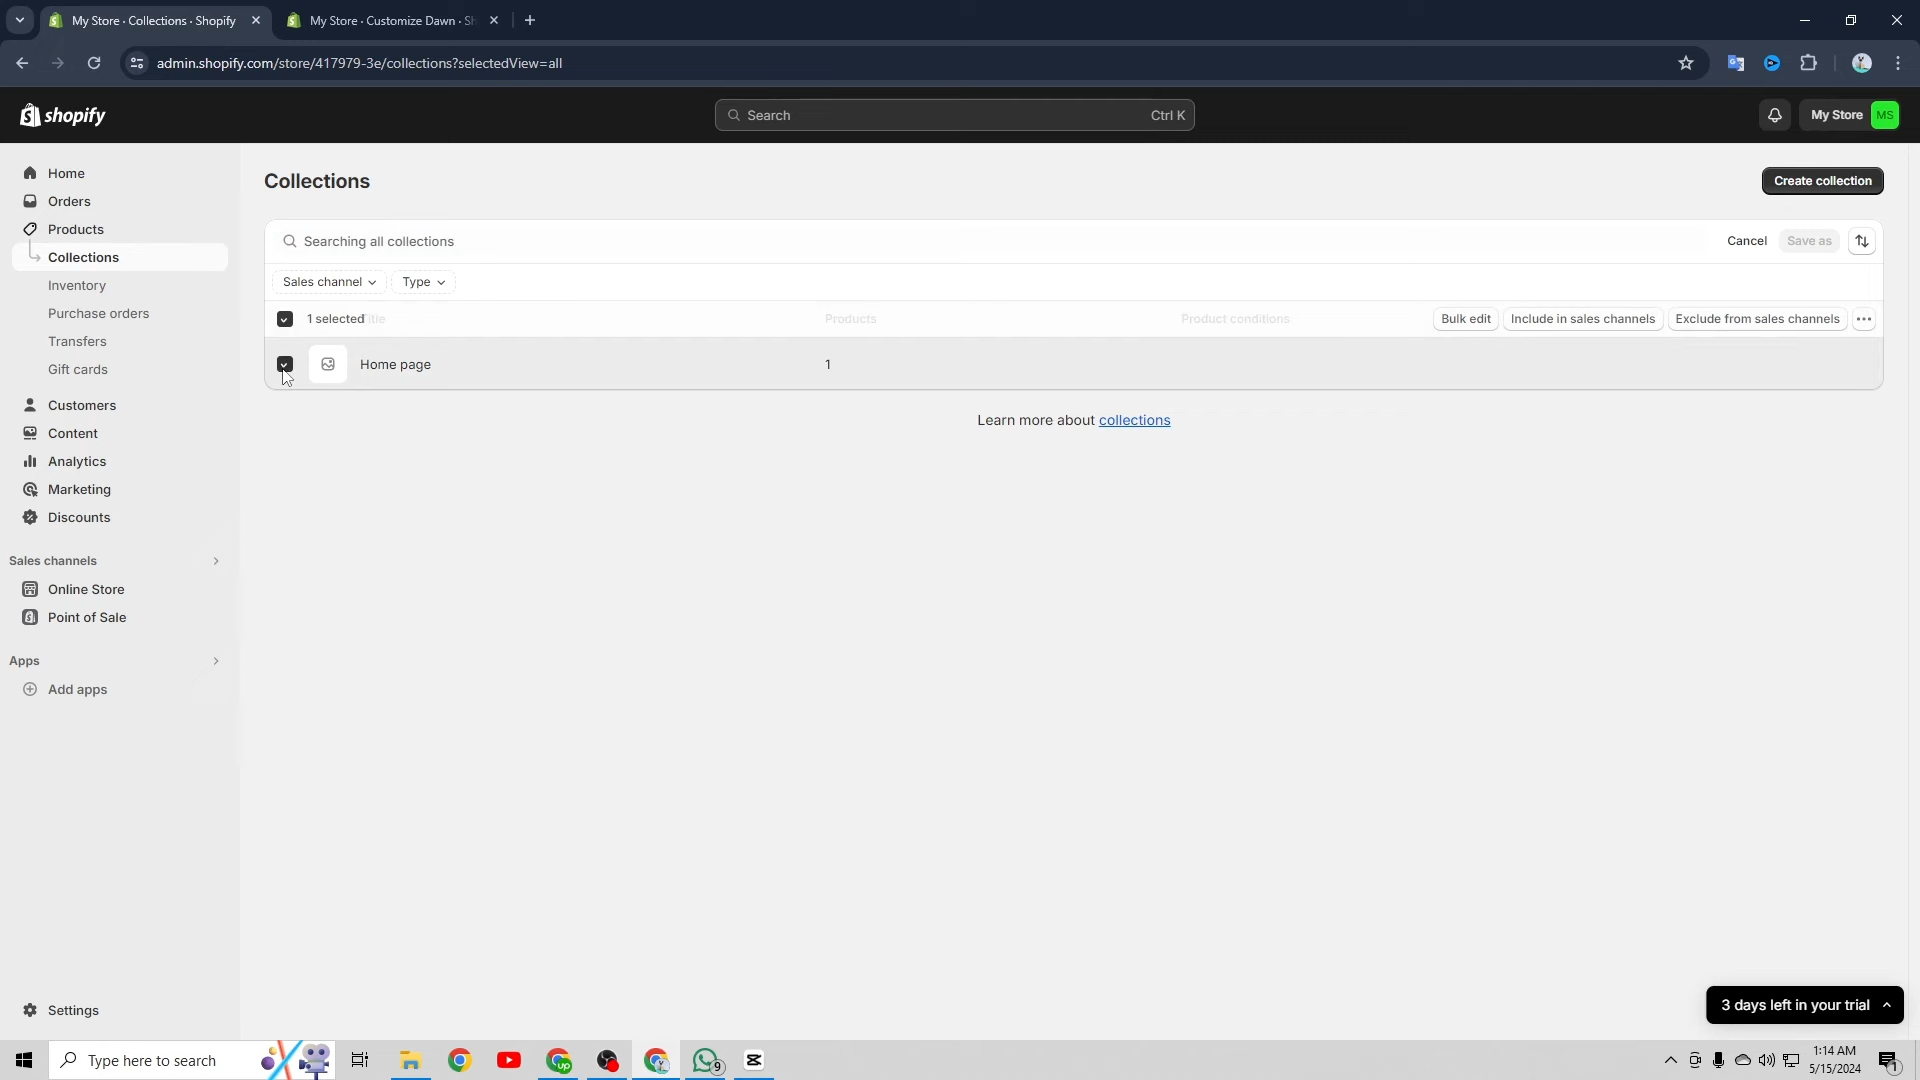 My Store · Collections · Shopify
My Store · Customize Dawn · Sh
admin.shopify.com/store/417979-3e/collections?selectedView=all
shopify
Search
Ctrl K
My Store
MS
Home
Orders
Products
Collections
Inventory
Purchase orders
Transfers
Gift cards
Customers
Content
Analytics
Marketing
Discounts
Sales channels
Online Store
Point of Sale
Apps
Add apps
Settings
Collections
Create collection
Searching all collections
Cancel
Save as
Sales channel
Type
1 selected
Products
Product conditions
Bulk edit
Include in sales channels
Exclude from sales channels
Home page
1
Learn more about collections
3 days left in your trial
Type here to search
up
9
1:14 AM
5/15/2024
1